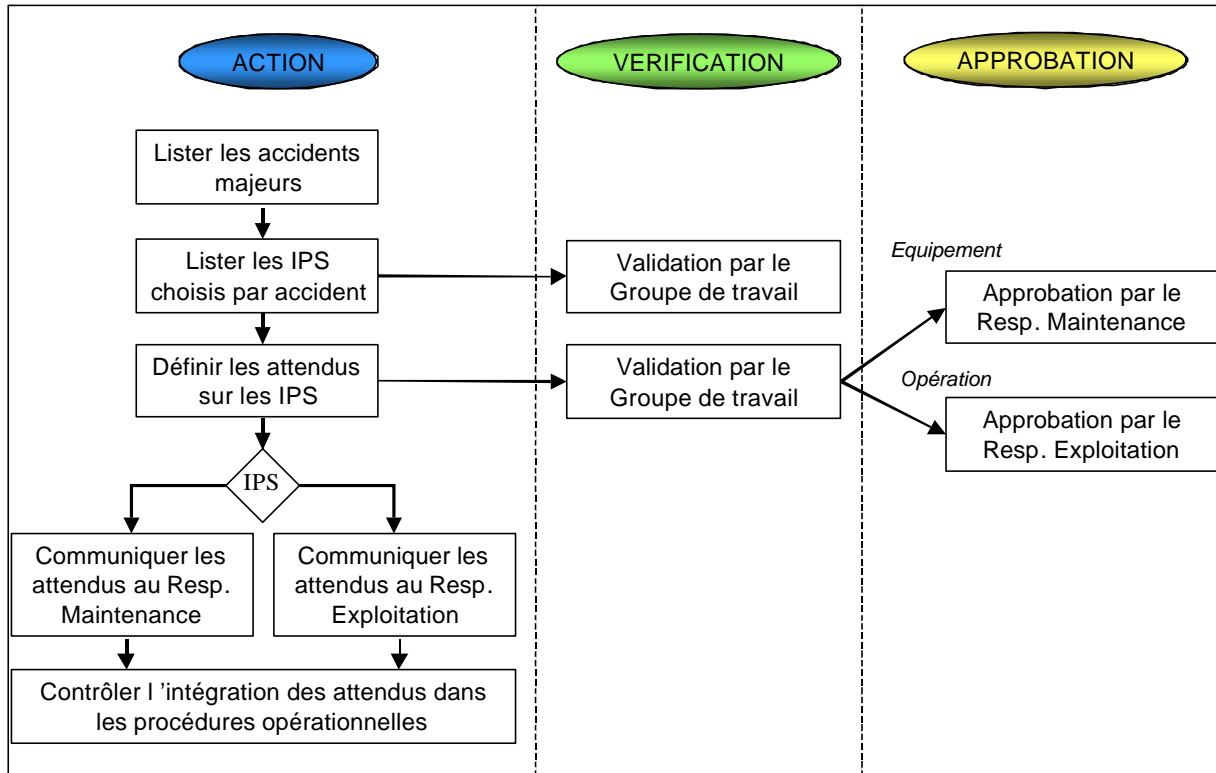 ACTION
VERIFICATION
APPROBATION
Lister les accidents
majeurs
Lister les IPS
choisis par accident
Validation par le
Groupe de travail
Equipement
Approbation par le
Resp. Maintenance
Définir les attendus
sur les IPS
Validation par le
Groupe de travail
Opération
Approbation par le
Resp. Exploitation
IPS
Communiquer les
attendus au Resp.
Maintenance
Communiquer les
attendus au Resp.
Exploitation
Contrôler l ’intégration des attendus dans
les procédures opérationnelles